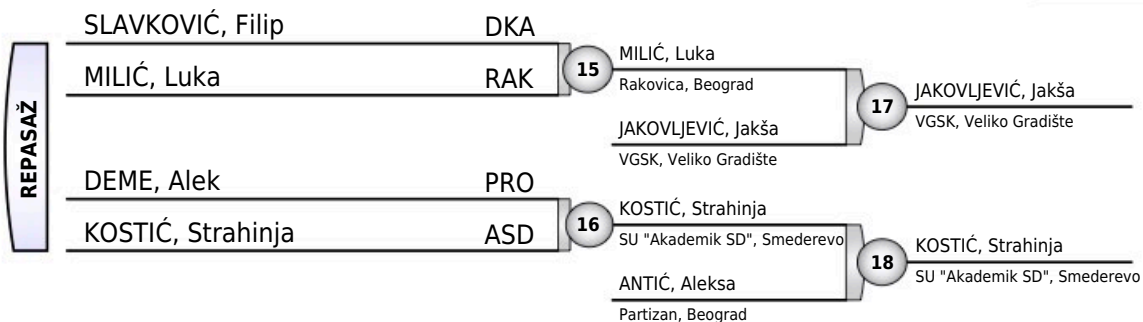 REPASAŽ
SLAVKOVIĆ, Filip DKA
MILIĆ, Luka RAK
15
MILIĆ, Luka
Rakovica, Beograd
JAKOVLJEVIĆ, Jakša
VGSK, Veliko Gradište
17
JAKOVLJEVIĆ, Jakša
VGSK, Veliko Gradište
DEME, Alek PRO
KOSTIĆ, Strahinja ASD
16
KOSTIĆ, Strahinja
SU "Akademik SD", Smederevo
ANTIĆ, Aleksa
Partizan, Beograd
18
KOSTIĆ, Strahinja
SU "Akademik SD", Smederevo